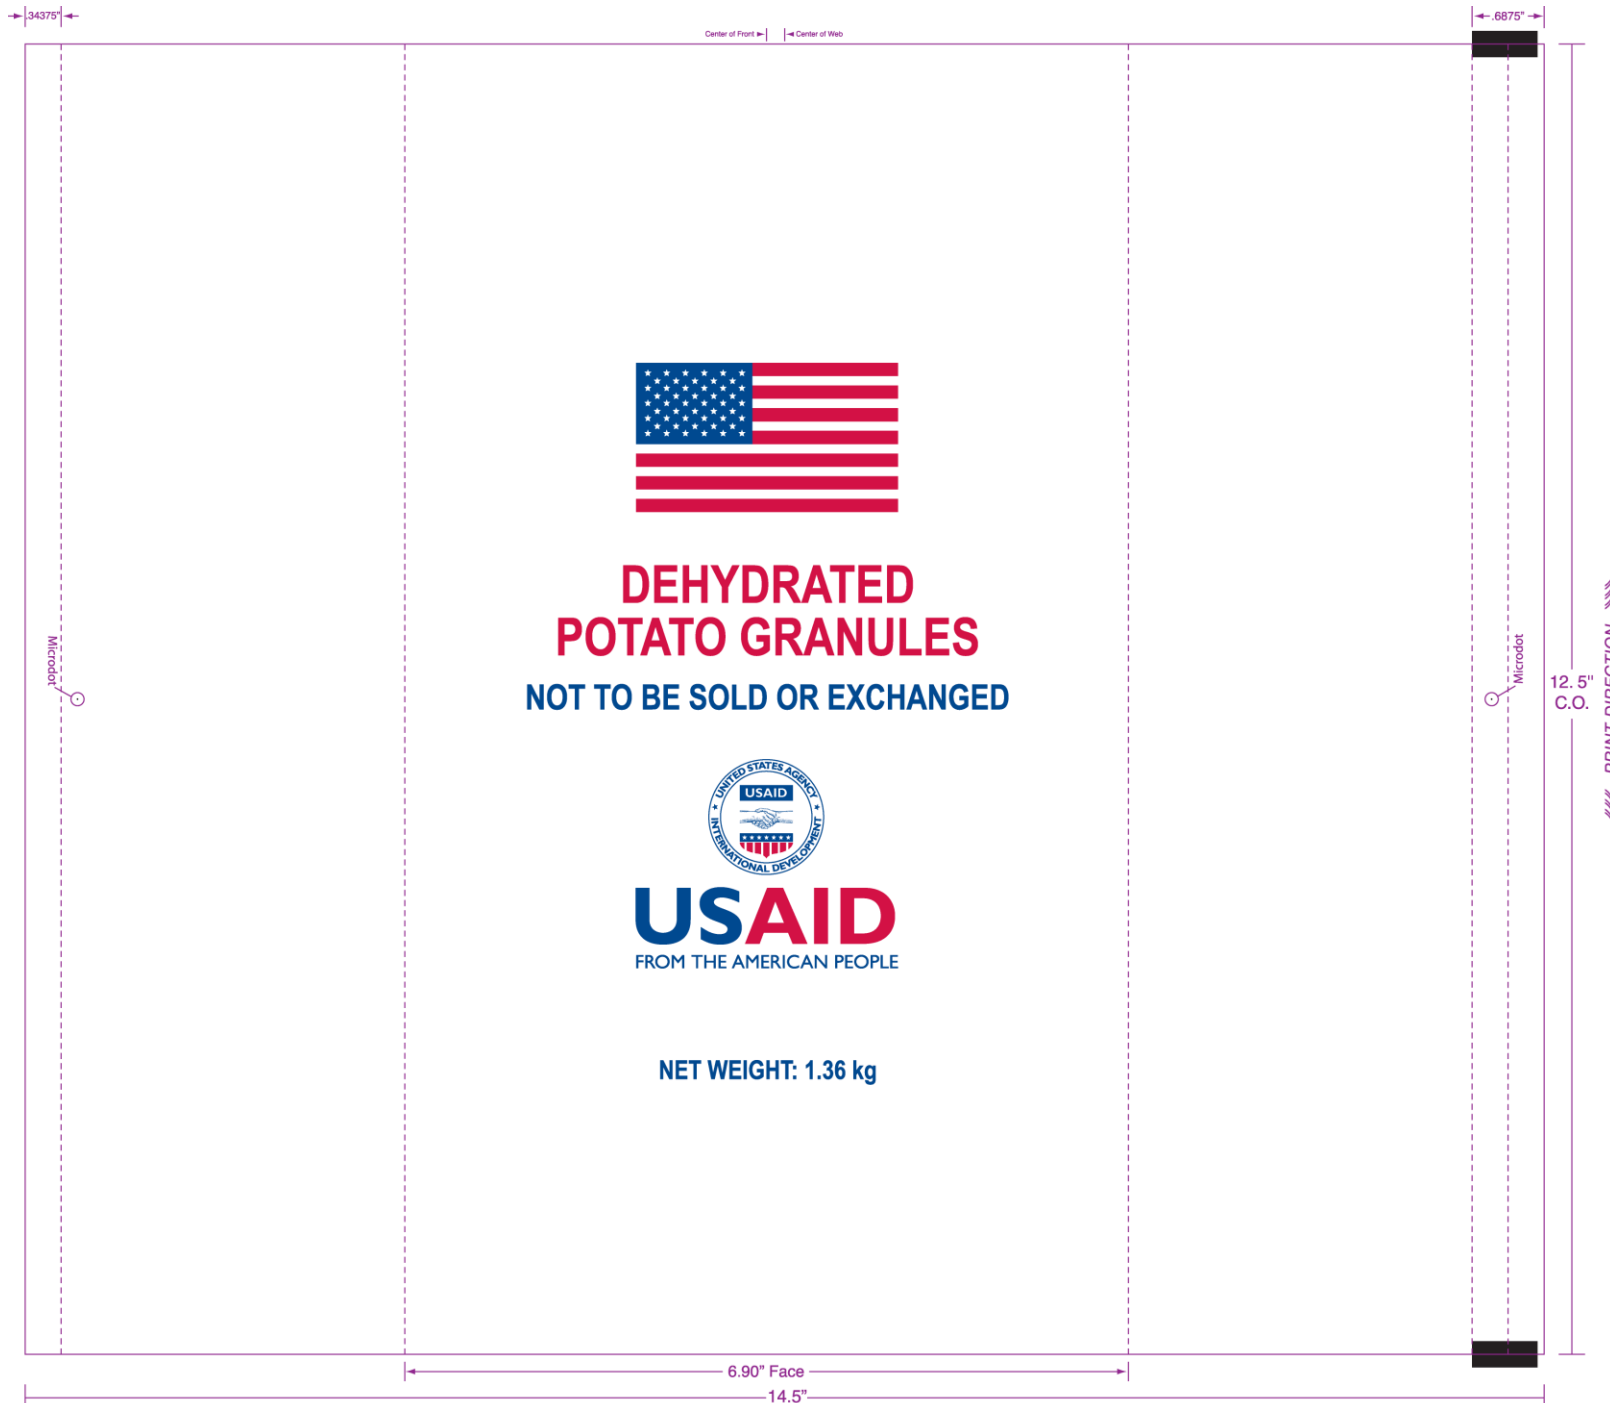 .34375"
Center of Front
Center of Web
.6875"
DEHYDRATED
POTATO GRANULES
NOT TO BE SOLD OR EXCHANGED
Microdot
Microdot
12.5"
C.O.
PRINT DIRECTION
UNITED STATES AGENCY
USAID
INTERNATIONAL DEVELOPMENT
USAID
FROM THE AMERICAN PEOPLE
NET WEIGHT: 1.36 kg
6.90" Face
14.5"